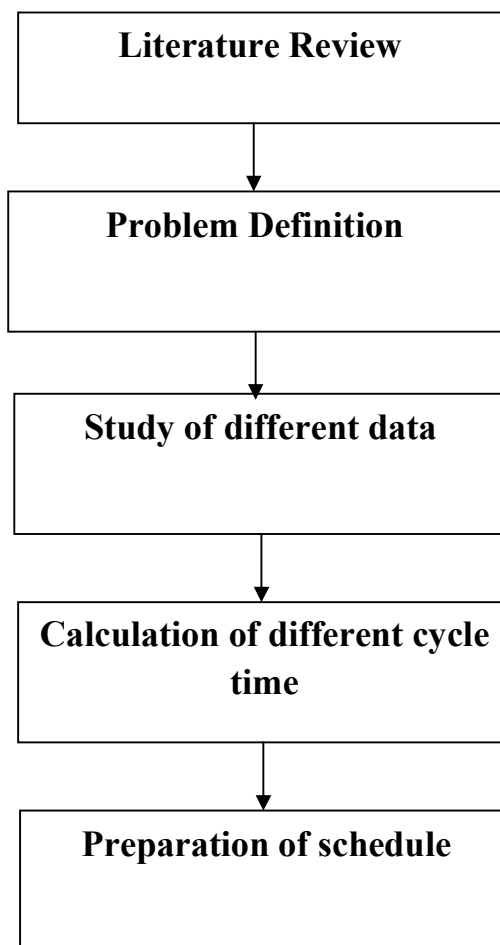 Literature Review
Problem Definition
Study of different data
Calculation of different cycle
time
Preparation of schedule